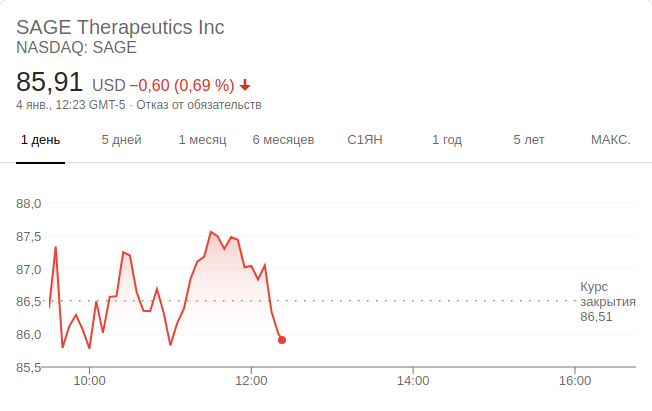 SAGE Therapeutics Inc
NASDAQ: SAGE
85,91 USD −0,60 (0,69 %)
4 янв., 12:23 GMT-5 · Отказ от обязательств
1 день 5 дней 1 месяц 6 месяцев С1ЯН 1 год 5 лет МАКС.
88,0
87,5
87,0
86,5
86,0
85,5
Курс
закрытия
86,51
10:00 12:00 14:00 16:00